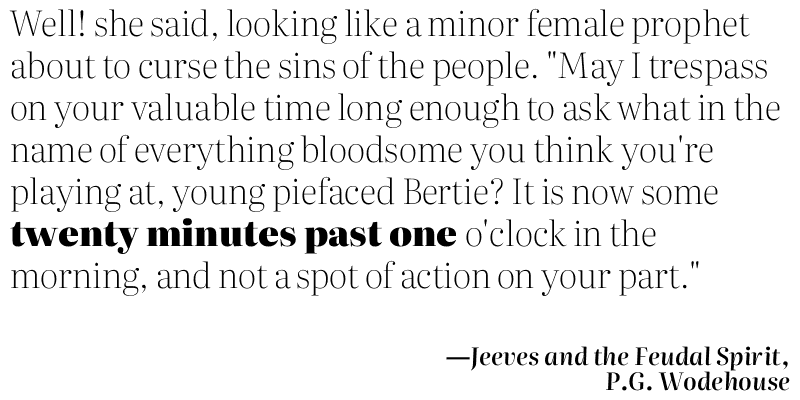 Well! she said, looking like a minor female prophet
about to curse the sins of the people. "May I trespass
on your valuable time long enough to ask what in the
name of everything bloodsome you think you're
playing at, young piefaced Bertie? It is now some
twenty minutes past one o'clock in the
morning, and not a spot of action on your part."
—Jeeves and the Feudal Spirit,
P.G. Wodehouse